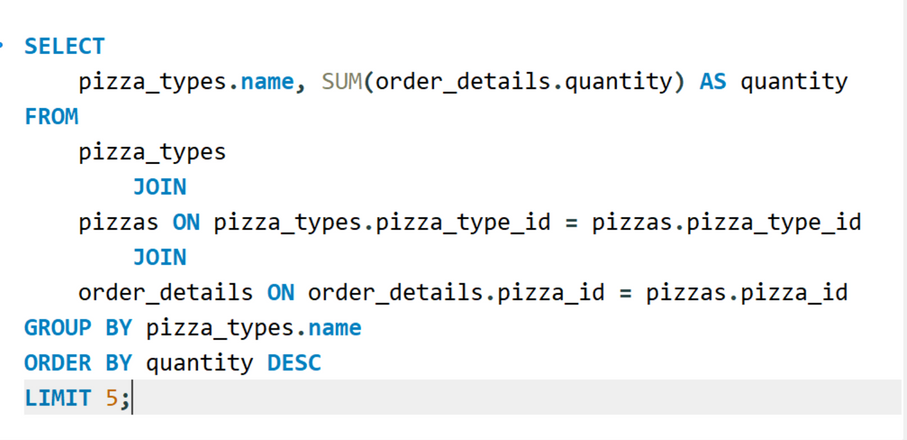 SELECT
pizza_types.name, SUM(order_details.quantity) AS quantity
FROM
pizza_types
JOIN
pizzas ON pizza_types.pizza_type_id = pizzas.pizza_type_id
JOIN
order_details ON order_details.pizza_id = pizzas.pizza_id
GROUP BY pizza_types.name
ORDER BY quantity DESC
LIMIT 5;